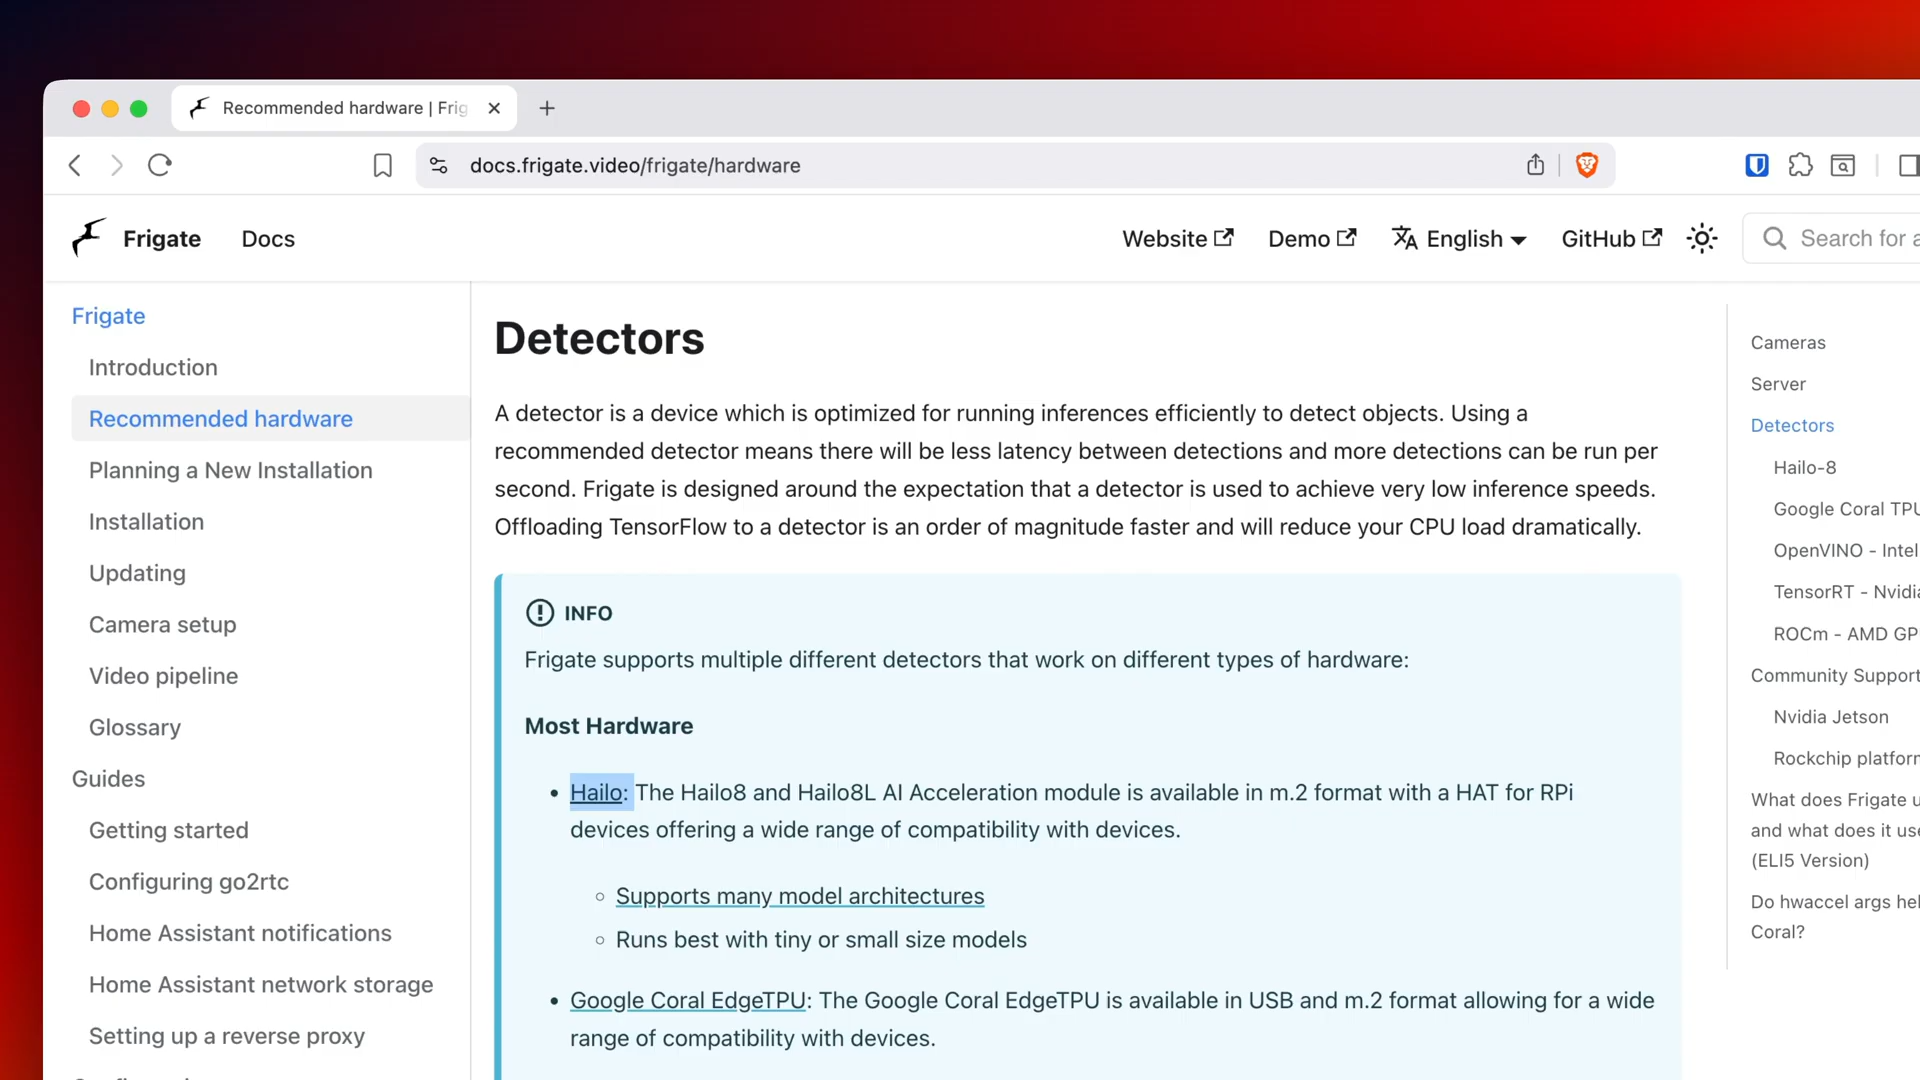 Recommended hardware | Frig
docs.frigate.video/frigate/hardware
Frigate
Docs
Website
Demo
English
GitHub
Search for a
Frigate
Introduction
Recommended hardware
Planning a New Installation
Installation
Updating
Camera setup
Video pipeline
Glossary
Guides
Getting started
Configuring go2rtc
Home Assistant notifications
Home Assistant network storage
Setting up a reverse proxy
Detectors
A detector is a device which is optimized for running inferences efficiently to detect objects. Using a
recommended detector means there will be less latency between detections and more detections can be run per
second. Frigate is designed around the expectation that a detector is used to achieve very low inference speeds.
Offloading TensorFlow to a detector is an order of magnitude faster and will reduce your CPU load dramatically.
INFO
Frigate supports multiple different detectors that work on different types of hardware:
Most Hardware
• Hailo: The Hailo8 and Hailo8L AI Acceleration module is available in m.2 format with a HAT for RPi
devices offering a wide range of compatibility with devices.
◦ Supports many model architectures
◦ Runs best with tiny or small size models
• Google Coral EdgeTPU: The Google Coral EdgeTPU is available in USB and m.2 format allowing for a wide
range of compatibility with devices.
Cameras
Server
Detectors
Hailo-8
Google Coral TPU
OpenVINO - Intel
TensorRT - Nvidia
ROCm - AMD GP
Community Support
Nvidia Jetson
Rockchip platform
What does Frigate u
and what does it use
(ELI5 Version)
Do hwaccel args hel
Coral?